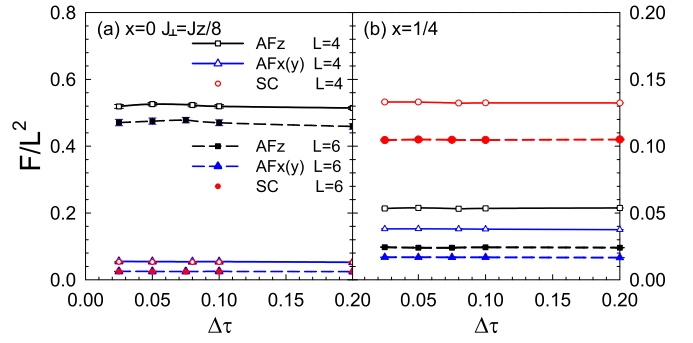 (a) x=0 J⊥=Jz/8
(b) x=1/4
AFz L=4
AFx(y) L=4
SC L=4
AFz L=6
AFx(y) L=6
SC L=6
F/L²
0.8
0.6
0.4
0.2
0.0
0.20
0.15
0.10
0.05
0.00
0.00 0.05 0.10 0.15 0.20
0.05 0.10 0.15 0.20
Δτ
Δτ